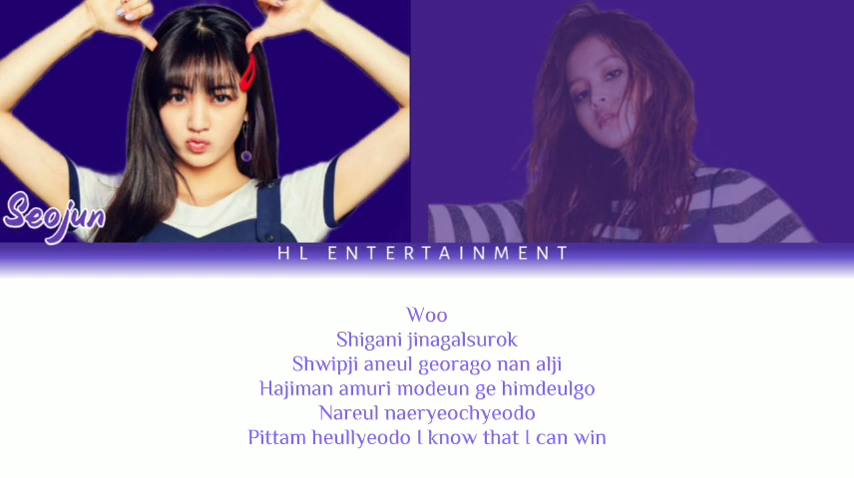 Seojun
HL ENTERTAINMENT
Woo
Shigani jinagalsurok
Shwipji aneul georago nan alji
Hajiman amuri modeun ge himdeulgo
Nareul naeryeochyeodo
Pittam heullyeodo I know that I can win